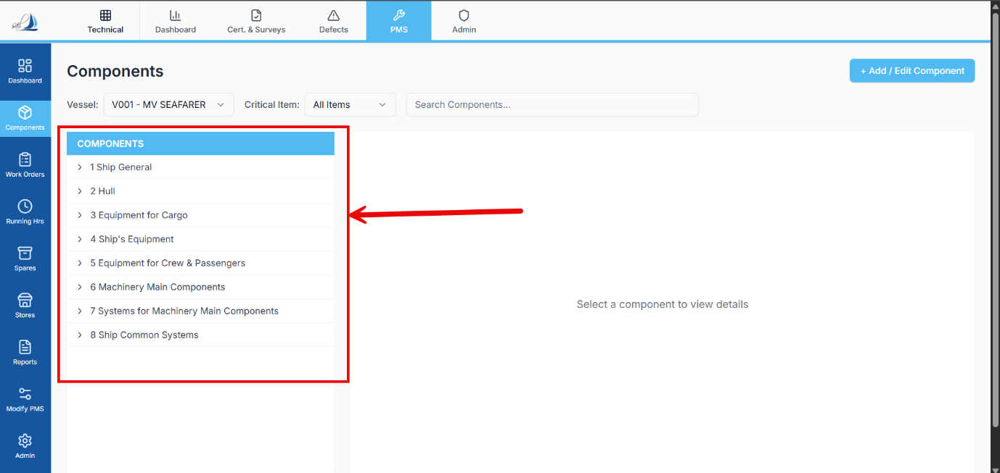 Technical
Dashboard
Cert. & Surveys
Defects
PMS
Admin
Dashboard
Components
Work Orders
Running Hrs
Spares
Stores
Reports
Modify PMS
Admin
Components
+ Add / Edit Component
Vessel: V001 - MV SEAFARER Critical Item: All Items Search Components...
COMPONENTS
1 Ship General
2 Hull
3 Equipment for Cargo
4 Ship's Equipment
5 Equipment for Crew & Passengers
6 Machinery Main Components
7 Systems for Machinery Main Components
8 Ship Common Systems
Select a component to view details